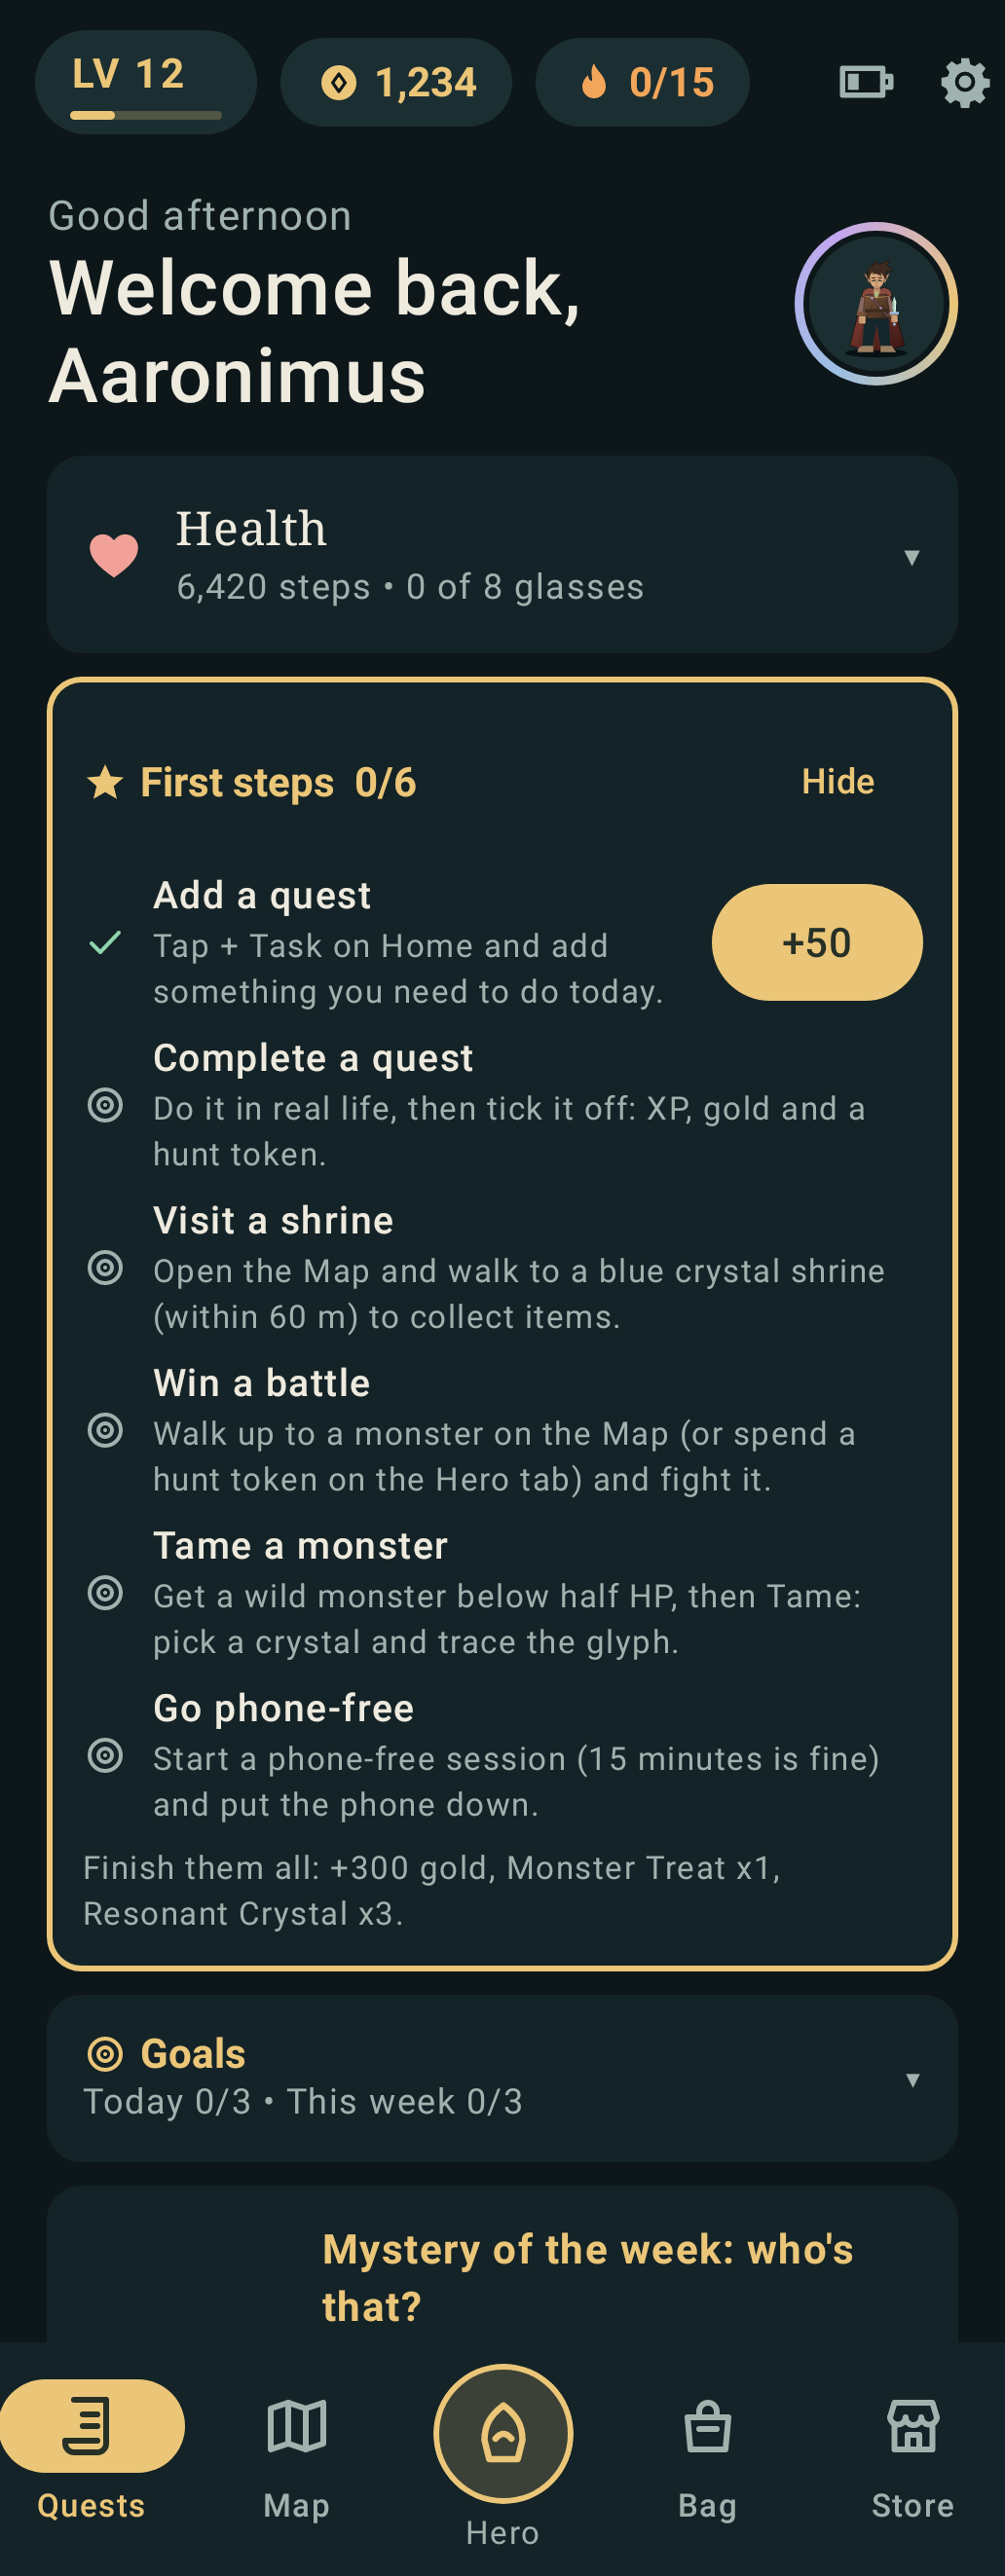 LV 12
1,234
0/15
Good afternoon
Welcome back,
Aaronimus
Health
6,420 steps • 0 of 8 glasses
First steps 0/6
Hide
Add a quest
Tap + Task on Home and add
something you need to do today.
+50
Complete a quest
Do it in real life, then tick it off: XP, gold and a
hunt token.
Visit a shrine
Open the Map and walk to a blue crystal shrine
(within 60 m) to collect items.
Win a battle
Walk up to a monster on the Map (or spend a
hunt token on the Hero tab) and fight it.
Tame a monster
Get a wild monster below half HP, then Tame:
pick a crystal and trace the glyph.
Go phone-free
Start a phone-free session (15 minutes is fine)
and put the phone down.
Finish them all: +300 gold, Monster Treat x1,
Resonant Crystal x3.
Goals
Today 0/3 • This week 0/3
Mystery of the week: who's
that?
Quests
Map
Hero
Bag
Store